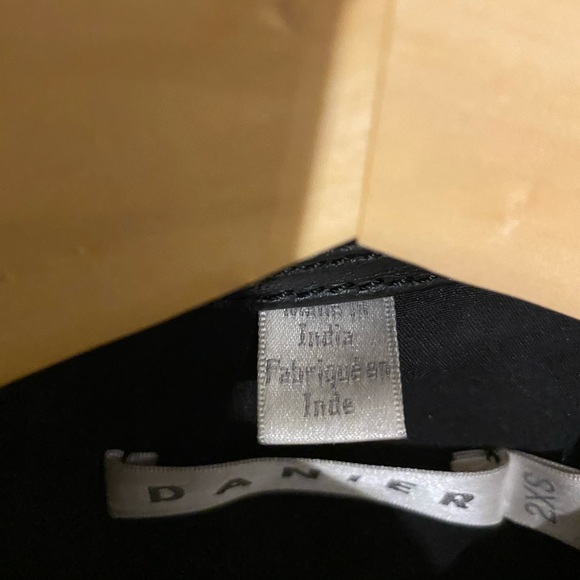 Made in
India
Fabriqué en
Inde
DANIER
2XS